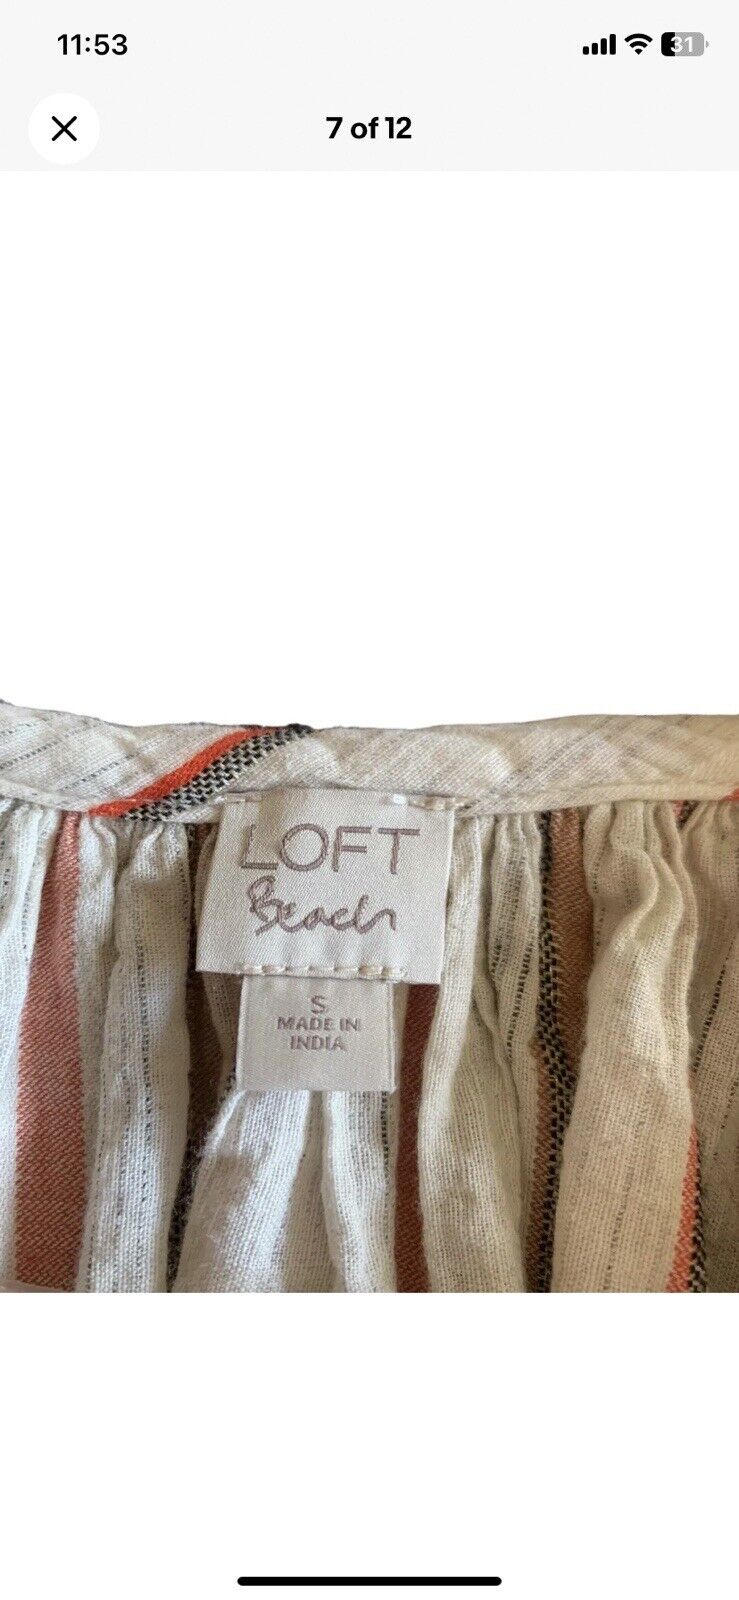 11:53
31
7 of 12
LOFT
Beach
S
MADE IN
INDIA